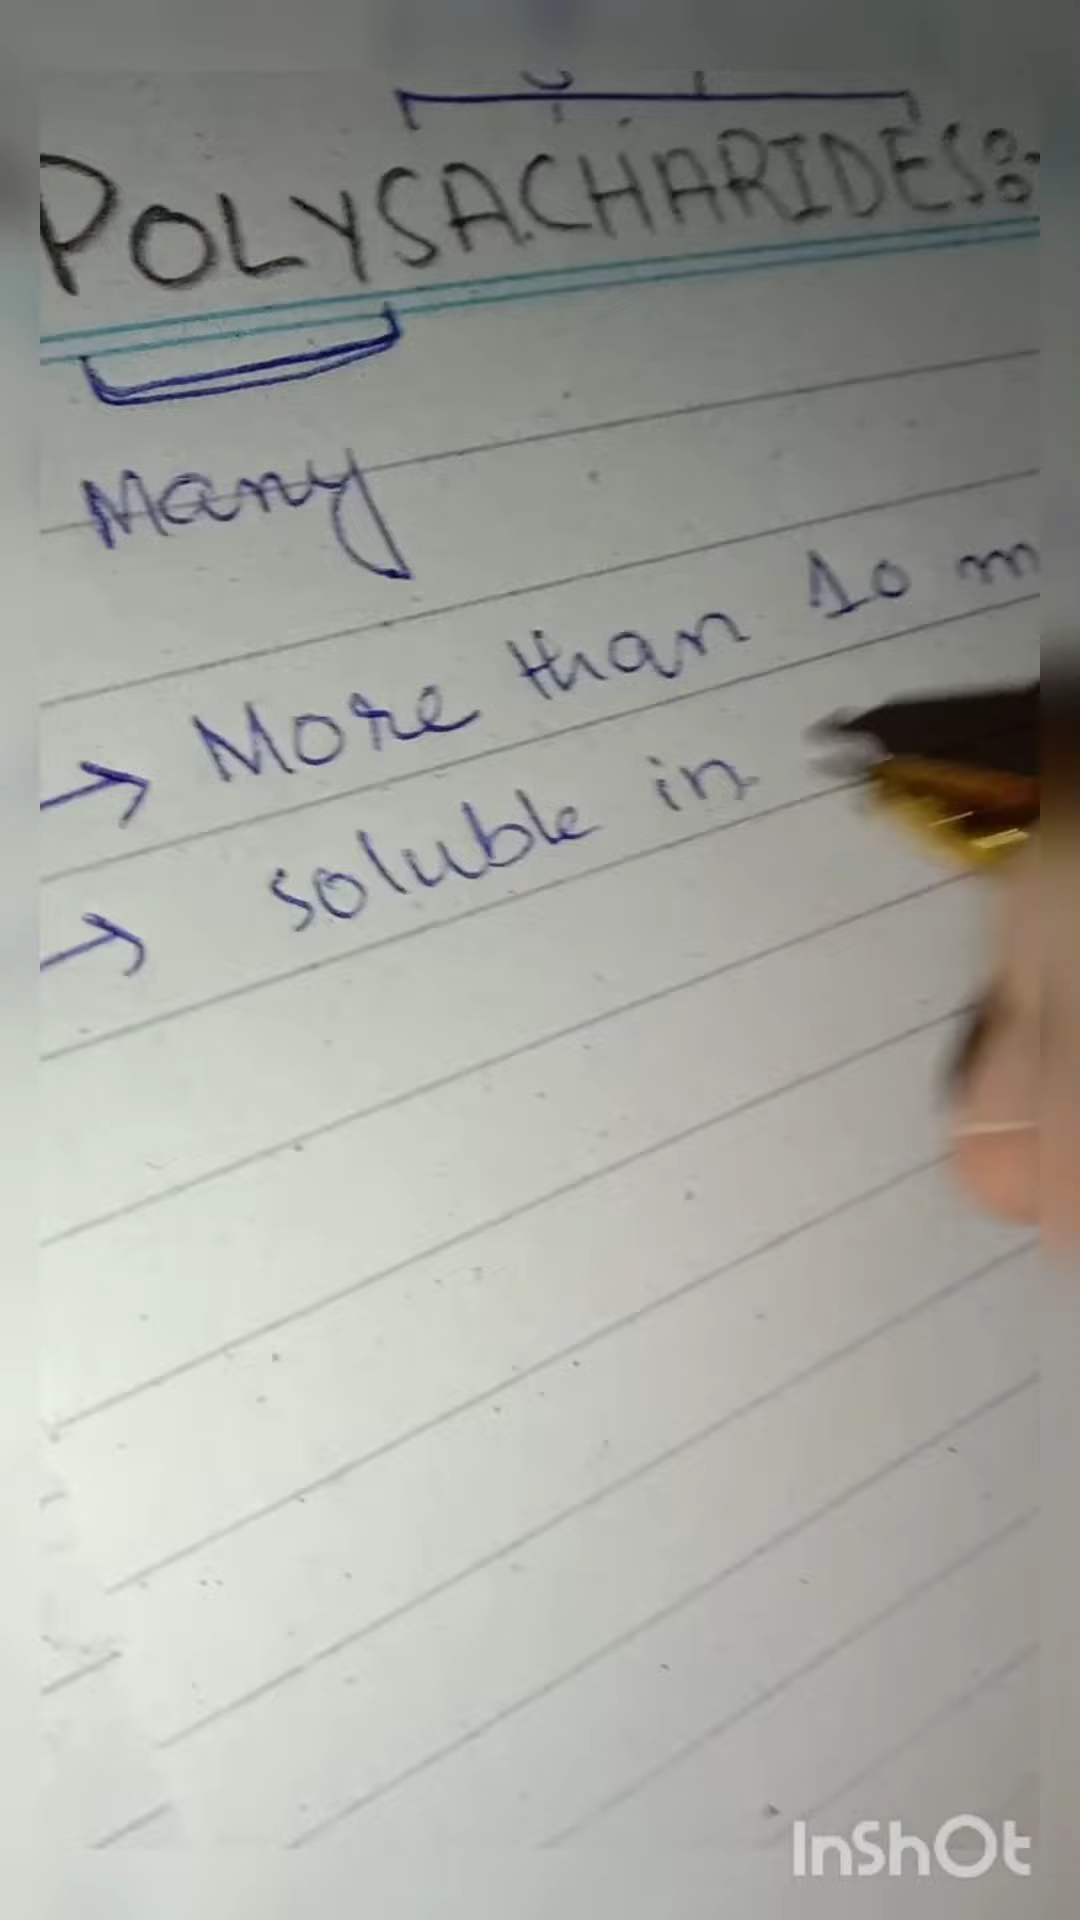 POLYSACHARIDES:-
Many
→ More than 10 m
→ soluble in
InShOt